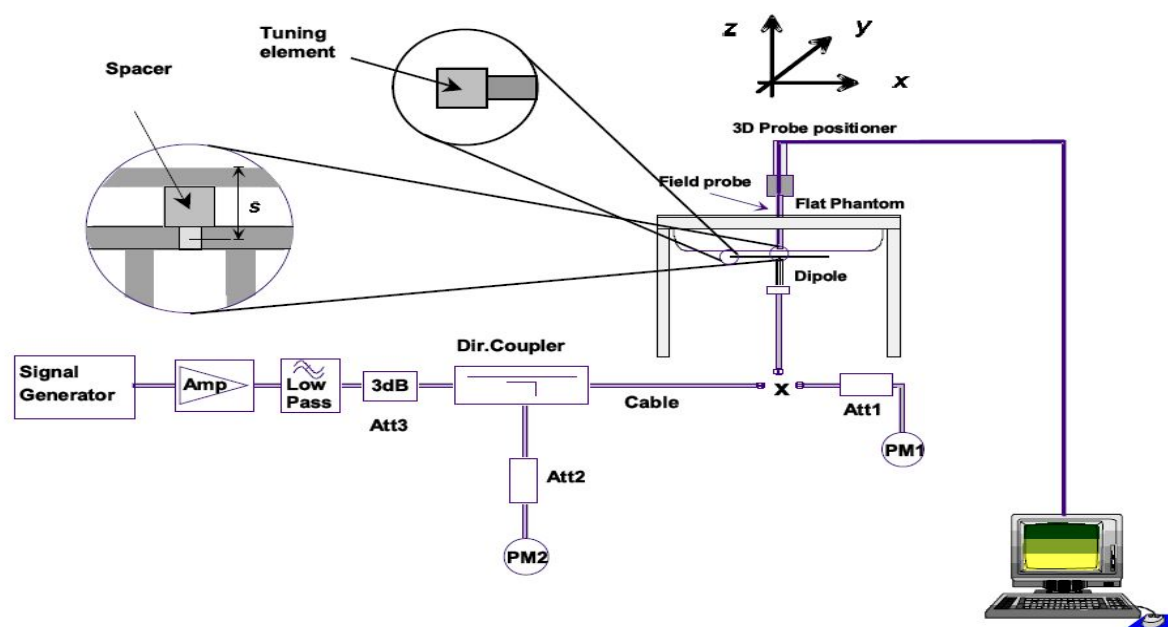 Tuning
element
Spacer
s
z
y
x
3D Probe positioner
Field probe
Flat Phantom
Dipole
Signal
Generator
Amp
Low
Pass
3dB
Att3
Dir.Coupler
Cable
x
Att1
PM1
Att2
PM2